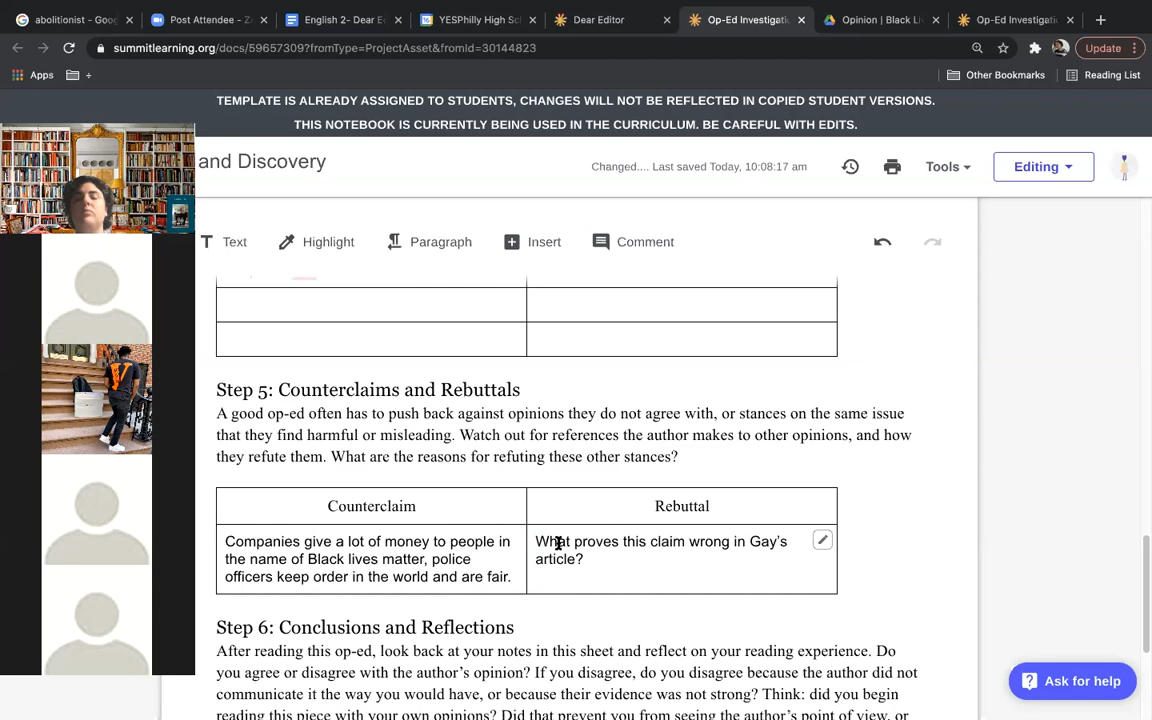 abolitionist - Goog
Post Attendee - Z
English 2- Dear E
YESPhilly High Sc
Dear Editor
Op-Ed Investigati
Opinion | Black Li
Op-Ed Investigati
summitlearning.org/docs/59657309?fromType=ProjectAsset&fromId=30144823
Update
Apps
Other Bookmarks
Reading List
TEMPLATE IS ALREADY ASSIGNED TO STUDENTS, CHANGES WILL NOT BE REFLECTED IN COPIED STUDENT VERSIONS.
THIS NOTEBOOK IS CURRENTLY BEING USED IN THE CURRICULUM. BE CAREFUL WITH EDITS.
and Discovery
Changed.... Last saved Today, 10:08:17 am
Tools
Editing
Text
Highlight
Paragraph
Insert
Comment
Step 5: Counterclaims and Rebuttals
A good op-ed often has to push back against opinions they do not agree with, or stances on the same issue
that they find harmful or misleading. Watch out for references the author makes to other opinions, and how
they refute them. What are the reasons for refuting these other stances?
Counterclaim
Rebuttal
Companies give a lot of money to people in
the name of Black lives matter, police
officers keep order in the world and are fair.
What proves this claim wrong in Gay's
article?
Step 6: Conclusions and Reflections
After reading this op-ed, look back at your notes in this sheet and reflect on your reading experience. Do
you agree or disagree with the author's opinion? If you disagree, do you disagree because the author did not
communicate it the way you would have, or because their evidence was not strong? Think: did you begin
reading this piece with your own opinions? Did that prevent you from seeing the author's point of view, or
Ask for help